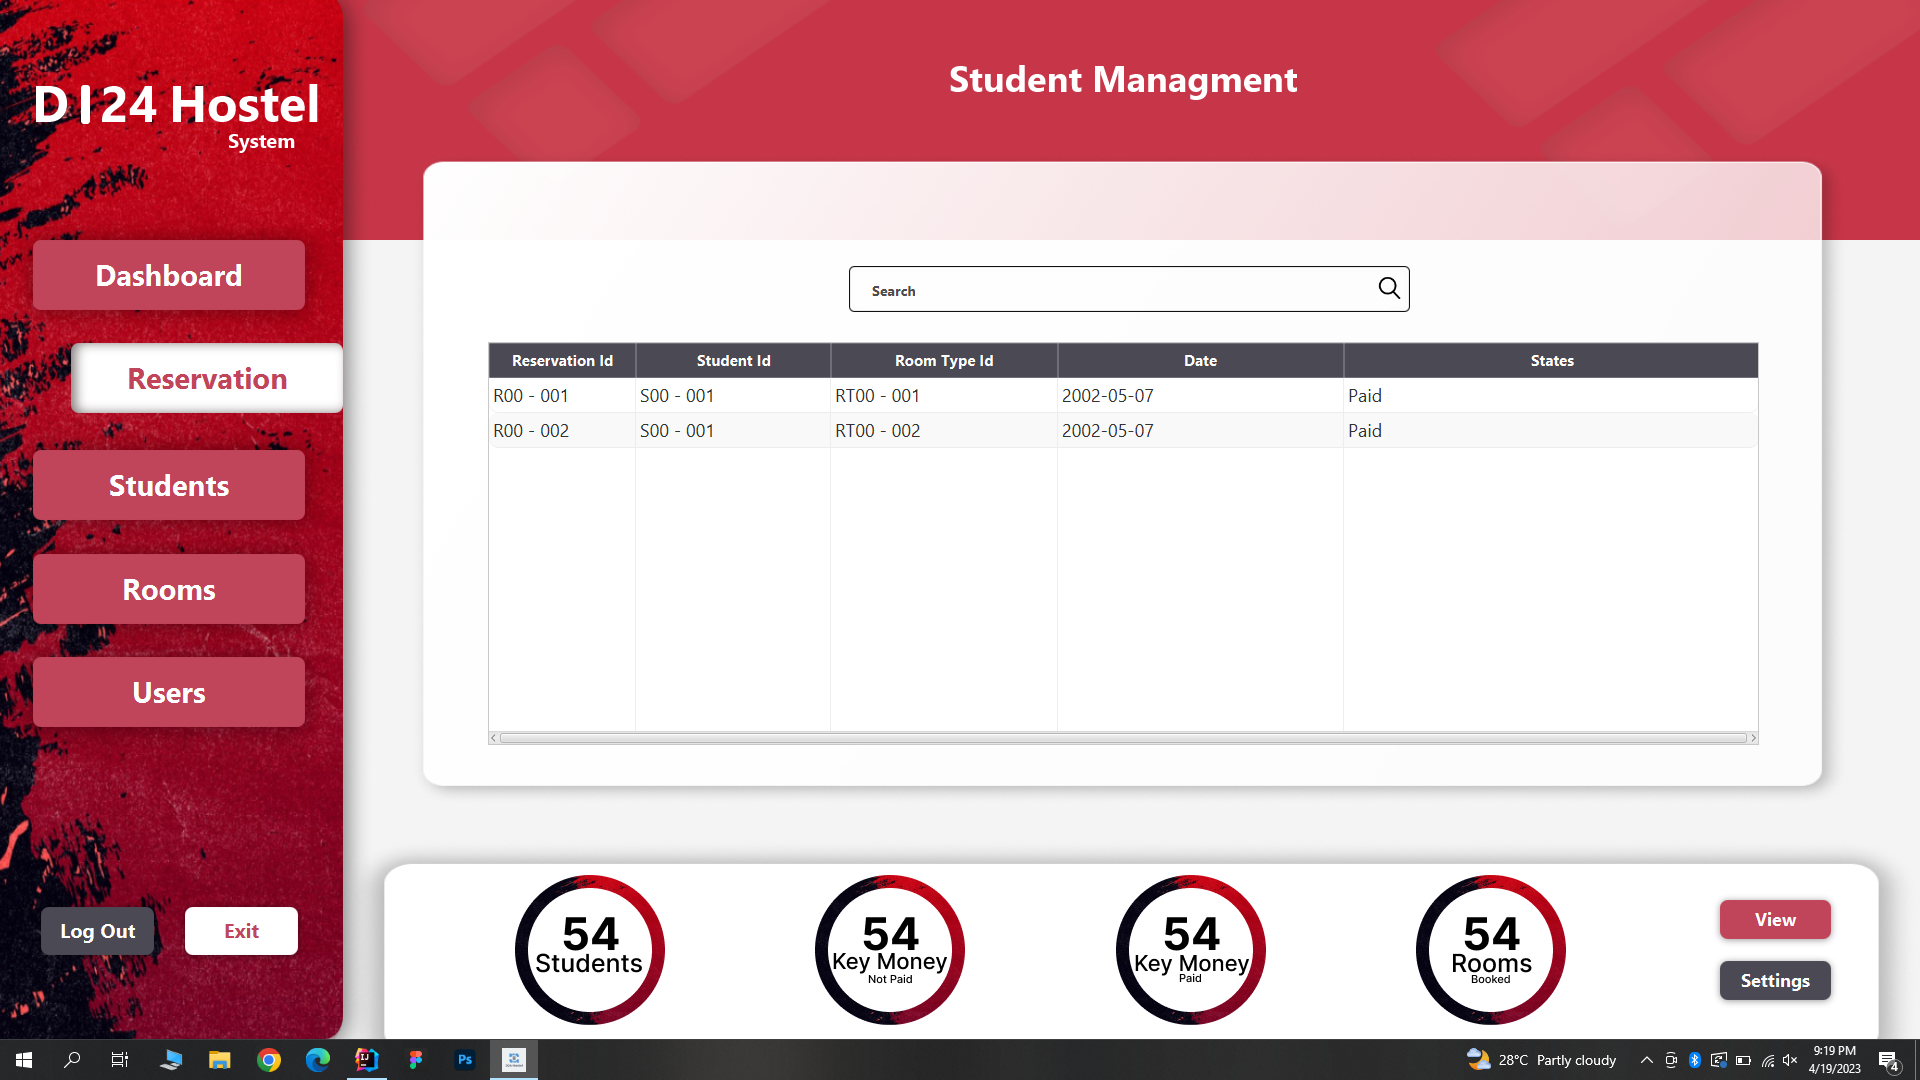 D I24 Hostel
System
Dashboard
Reservation
Students
Rooms
Users
Log Out
Exit
Student Managment
Search
Reservation Id Student Id Room Type Id Date States
R00 - 001 S00 - 001 RT00 - 001 2002-05-07 Paid
R00 - 002 S00 - 001 RT00 - 002 2002-05-07 Paid
54
Students
54
Key Money
Not Paid
54
Key Money
Paid
54
Rooms
Booked
View
Settings
IJ
Ps
28°C Partly cloudy
9:19 PM
4/19/2023
4